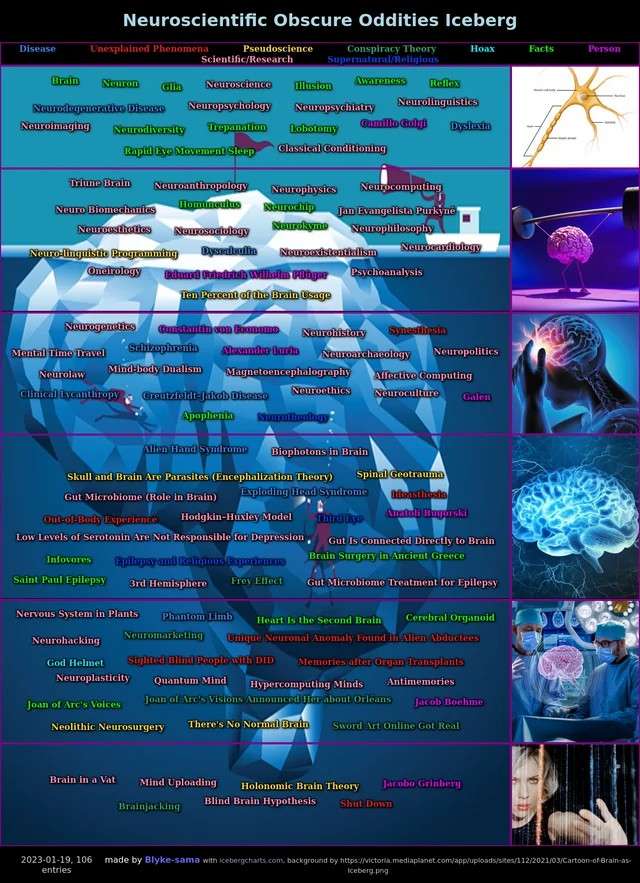 Neuroscientific Obscure Oddities Iceberg
Disease Unexplained Phenomena Pseudoscience Conspiracy Theory Hoax Facts Person
Scientific/Research Supernatural/Religious
Brain Neuron Glia Neuroscience Illusion Awareness Reflex
Neurodegenerative Disease Neuropsychology Neuropsychiatry Neurolinguistics
Neuroimaging Neurodiversity Trepanation Lobotomy Camillo Golgi Dyslexia
Rapid Eye Movement Sleep Classical Conditioning
Triune Brain Neuroanthropology Neurophysics Neurocomputing
Neuro Biomechanics Homunculus Neurochip Jan Evangelista Purkyně
Neuroesthetics Neurosociology Neurokyme Neurophilosophy
Neuro-linguistic Programming Dyscalculia Neuroexistentialism Neurocardiology
Oneirology Eduard Friedrich Wilhelm Pflüger Psychoanalysis
Ten Percent of the Brain Usage
Neurogenetics Constantin von Economo Neurohistory Synesthesia
Mental Time Travel Schizophrenia Alexander Luria Neuroarchaeology Neuropolitics
Neurolaw Mind-body Dualism Magnetoencephalography Affective Computing
Clinical Lycanthropy Creutzfeldt–Jakob Disease Neuroethics Neuroculture Galen
Apophenia Neurotheology
Alien Hand Syndrome Biophotons in Brain
Skull and Brain Are Parasites (Encephalization Theory) Spinal Geotrauma
Gut Microbiome (Role in Brain) Exploding Head Syndrome Ideasthesia
Out-of-Body Experience Hodgkin–Huxley Model Third Eye Anatoli Bugorski
Low Levels of Serotonin Are Not Responsible for Depression Gut Is Connected Directly to Brain
Infovores Epilepsy and Religious Experiences Brain Surgery in Ancient Greece
Saint Paul Epilepsy 3rd Hemisphere Frey Effect Gut Microbiome Treatment for Epilepsy
Nervous System in Plants Phantom Limb Heart Is the Second Brain Cerebral Organoid
Neurohacking Neuromarketing Unique Neuronal Anomaly Found in Alien Abductees
God Helmet Sighted Blind People with DID Memories after Organ Transplants
Neuroplasticity Quantum Mind Hypercomputing Minds Antimemories
Joan of Arc's Voices Joan of Arc's Visions Announced Her about Orléans Jacob Boehme
Neolithic Neurosurgery There's No Normal Brain Sword Art Online Got Real
Brain in a Vat Mind Uploading Holonomic Brain Theory Jacobo Grinberg
Brainjacking Blind Brain Hypothesis Shut Down
2023-01-19, 106 entries
made by Blyke-sama with icebergcharts.com, background by https://victoria.mediaplanet.com/app/uploads/sites/112/2021/03/Cartoon-of-Brain-as-Iceberg.png